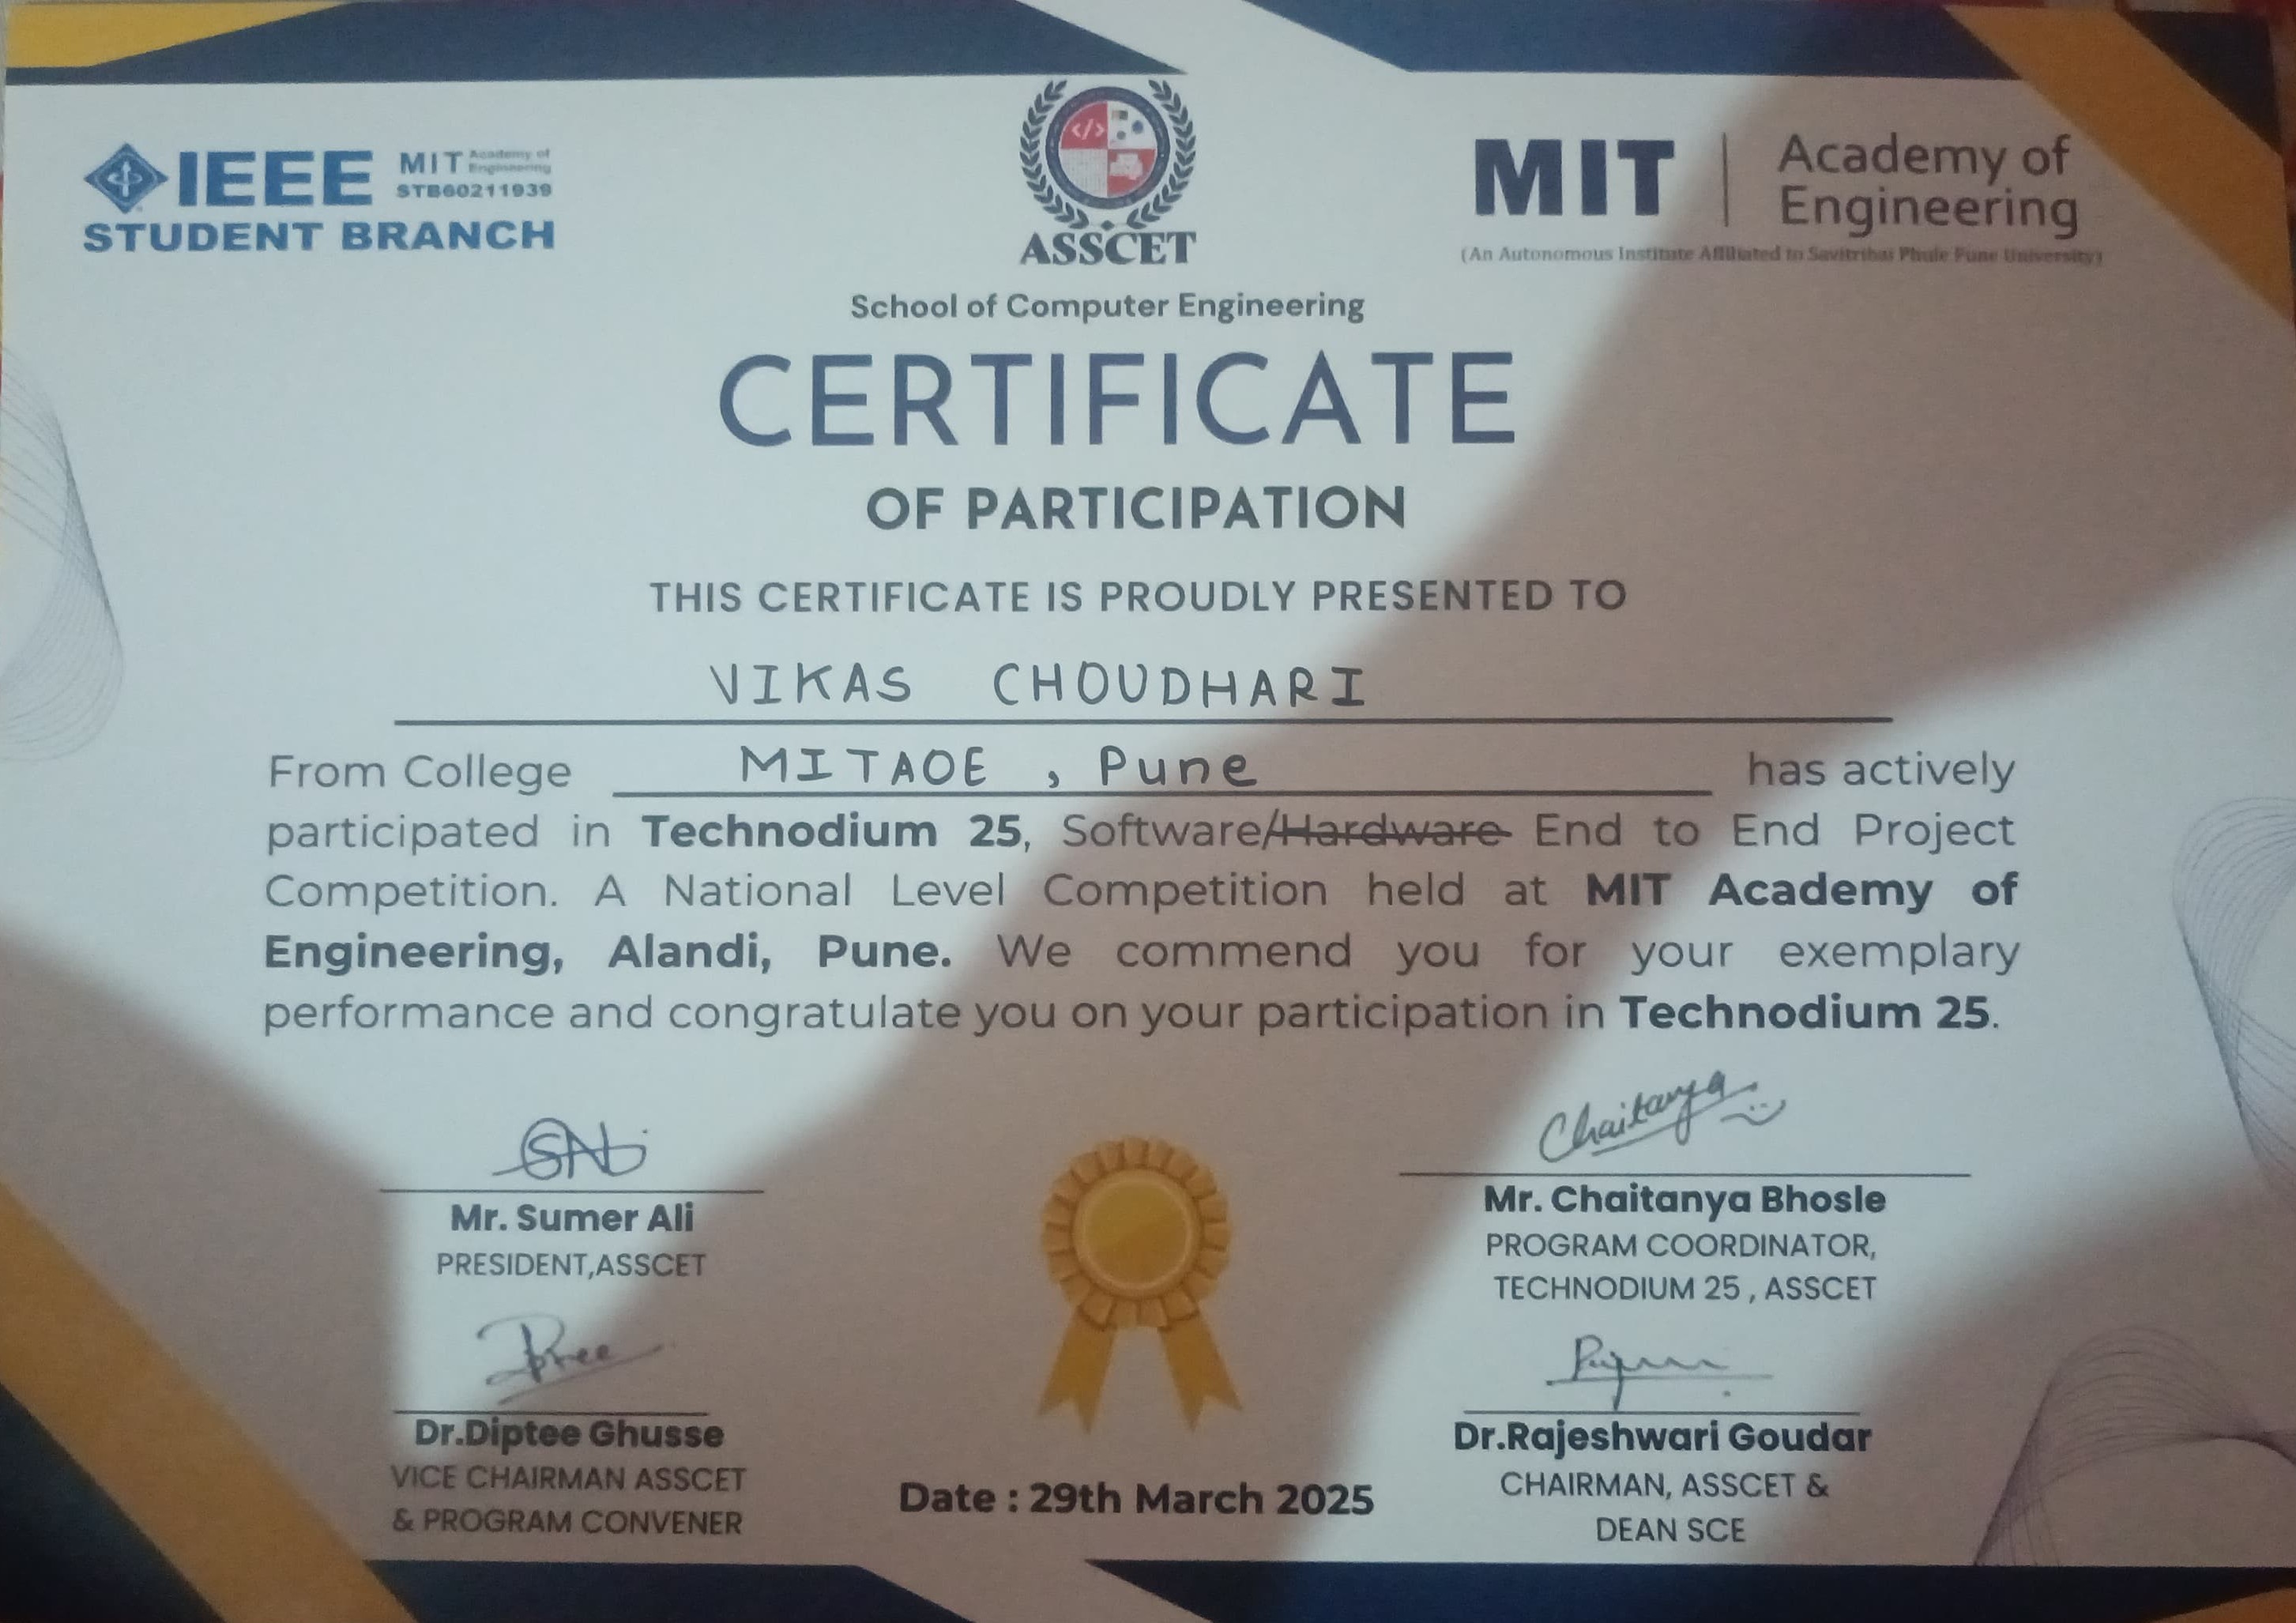 IEEE MIT Academy of Engineering
STB60211939
STUDENT BRANCH
</>
ASSCET
MIT | Academy of Engineering
(An Autonomous Institute Affiliated to Savitribai Phule Pune University)
School of Computer Engineering
CERTIFICATE
OF PARTICIPATION
THIS CERTIFICATE IS PROUDLY PRESENTED TO
VIKAS CHOUDHARI
From College MITAOE , Pune has actively
participated in Technodium 25, Software/Hardware End to End Project
Competition. A National Level Competition held at MIT Academy of
Engineering, Alandi, Pune. We commend you for your exemplary
performance and congratulate you on your participation in Technodium 25.
Mr. Sumer Ali
PRESIDENT,ASSCET
Chaitanya
Mr. Chaitanya Bhosle
PROGRAM COORDINATOR,
TECHNODIUM 25 , ASSCET
Dr.Diptee Ghusse
VICE CHAIRMAN ASSCET
& PROGRAM CONVENER
Date : 29th March 2025
Dr.Rajeshwari Goudar
CHAIRMAN, ASSCET &
DEAN SCE